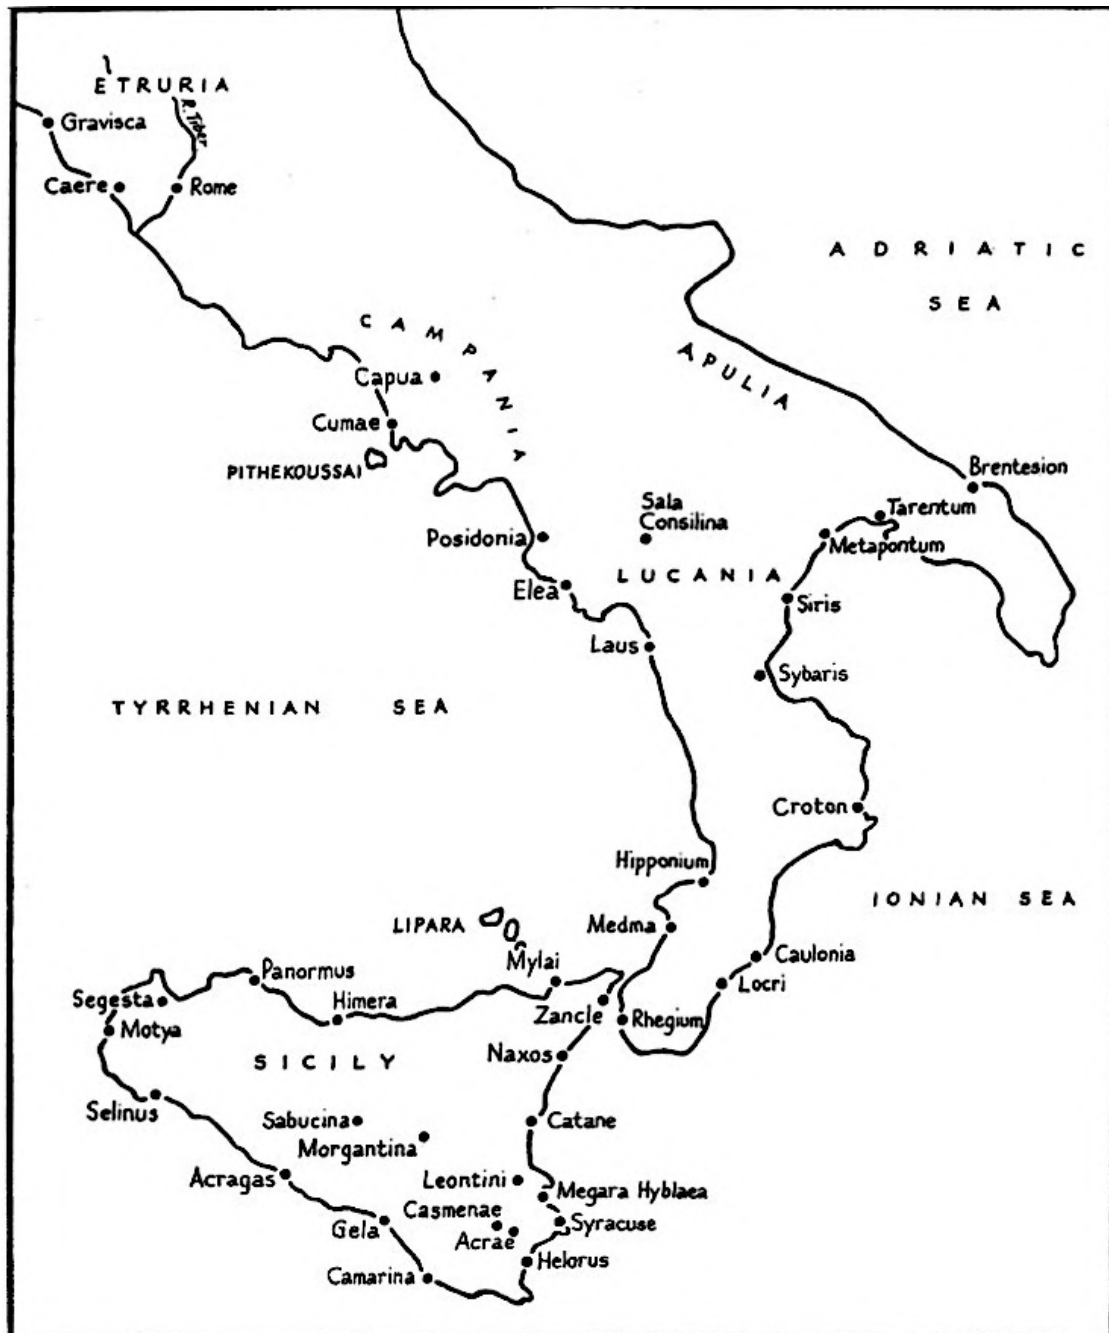 ETRURIA
R. Tiber
Gravisca
Caere
Rome
ADRIATIC
SEA
CAMPANIA
APULIA
Capua
Cumae
PITHEKOUSSAI
Brentesion
Sala
Consilina
Tarentum
Posidonia
Metapontum
LUCANIA
Elea
Siris
Laus
Sybaris
TYRRHENIAN SEA
Croton
Hipponium
IONIAN SEA
LIPARA
Medma
Mylai
Caulonia
Panormus
Locri
Segesta
Himera
Zancle
Rhegium
Motya
Naxos
SICILY
Selinus
Sabucina
Catane
Morgantina
Acragas
Leontini
Megara Hyblaea
Casmenae
Syracuse
Gela
Acrae
Helorus
Camarina